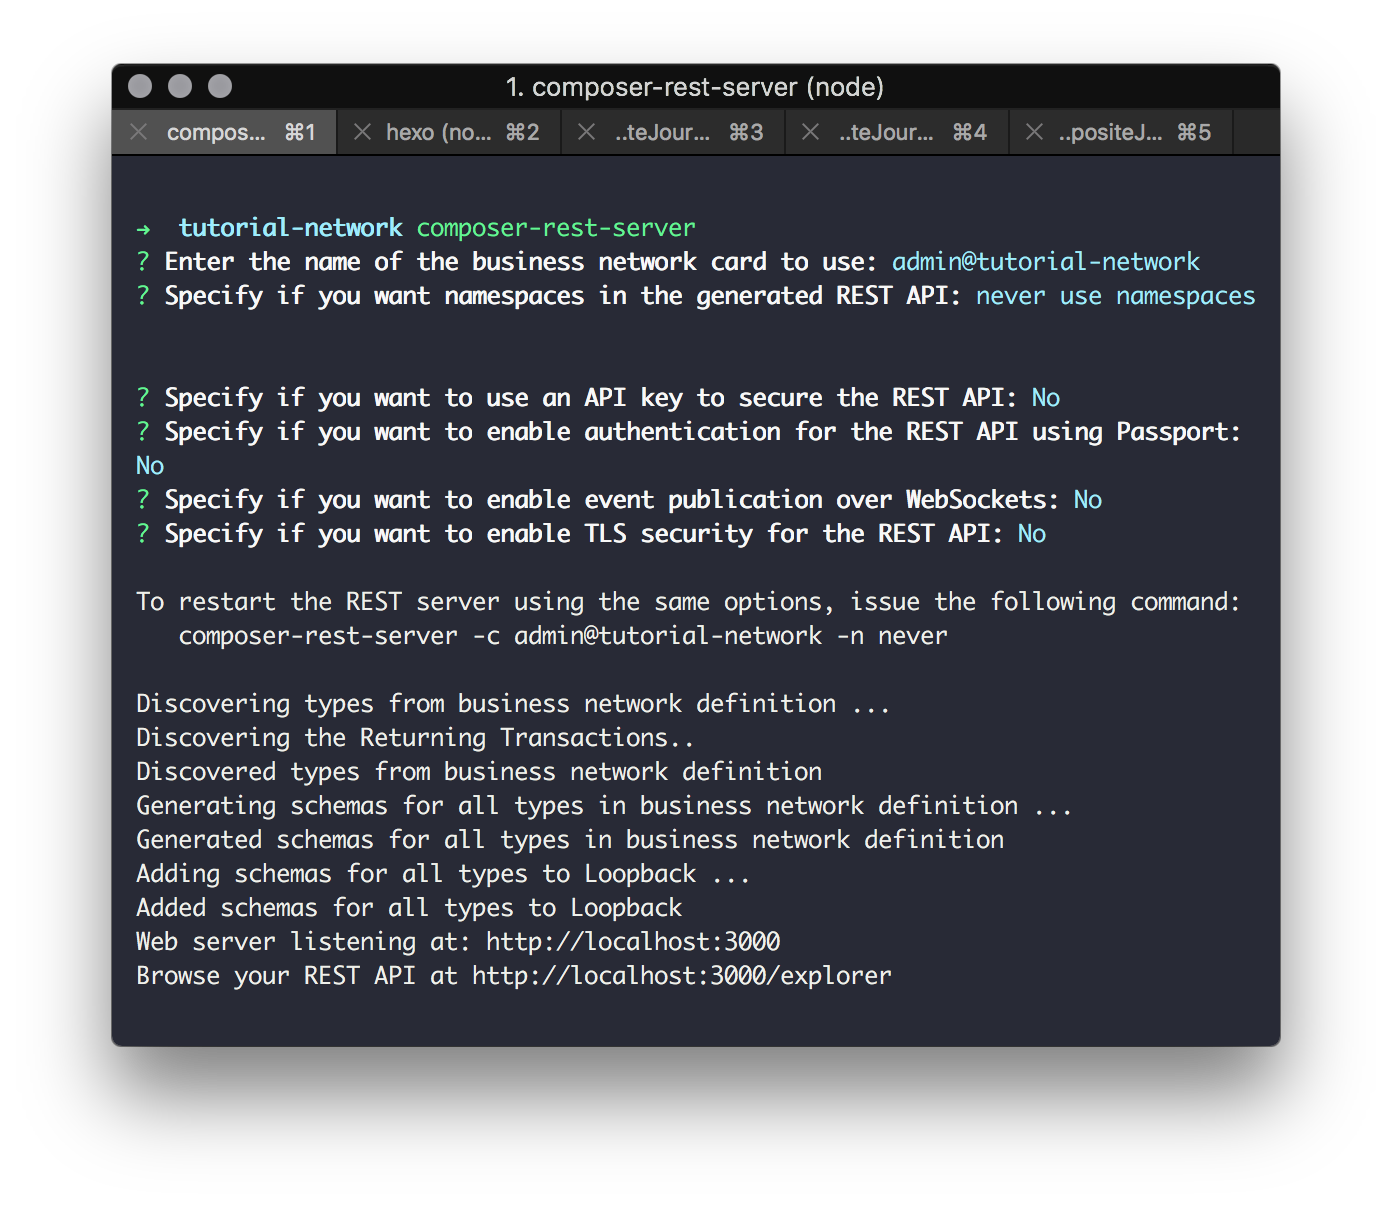 1. composer-rest-server (node)
compos... ⌘1 hexo (no... ⌘2 ..teJour... ⌘3 ..teJour... ⌘4 ..positeJ... ⌘5
→ tutorial-network composer-rest-server
? Enter the name of the business network card to use: admin@tutorial-network
? Specify if you want namespaces in the generated REST API: never use namespaces
? Specify if you want to use an API key to secure the REST API: No
? Specify if you want to enable authentication for the REST API using Passport:
No
? Specify if you want to enable event publication over WebSockets: No
? Specify if you want to enable TLS security for the REST API: No
To restart the REST server using the same options, issue the following command:
composer-rest-server -c admin@tutorial-network -n never
Discovering types from business network definition ...
Discovering the Returning Transactions..
Discovered types from business network definition
Generating schemas for all types in business network definition ...
Generated schemas for all types in business network definition
Adding schemas for all types to Loopback ...
Added schemas for all types to Loopback
Web server listening at: http://localhost:3000
Browse your REST API at http://localhost:3000/explorer